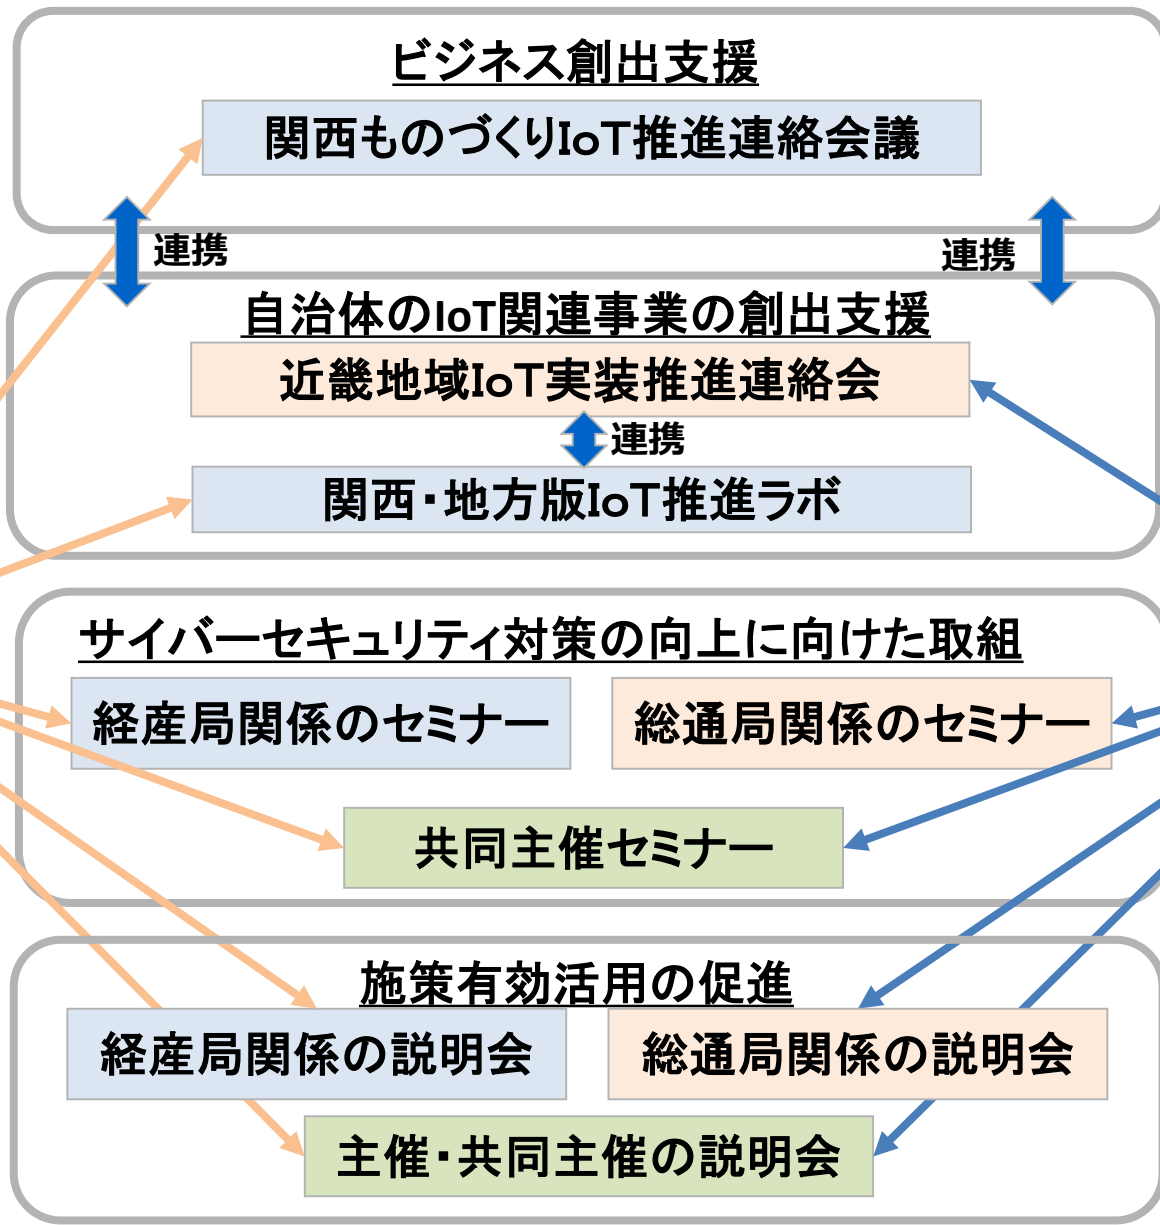 ビジネス創出支援
関西ものづくりIoT推進連絡会議
連携
連携
自治体のIoT関連事業の創出支援
近畿地域IoT実装推進連絡会
連携
関西・地方版IoT推進ラボ
サイバーセキュリティ対策の向上に向けた取組
経産局関係のセミナー
総通局関係のセミナー
共同主催セミナー
施策有効活用の促進
経産局関係の説明会
総通局関係の説明会
主催・共同主催の説明会